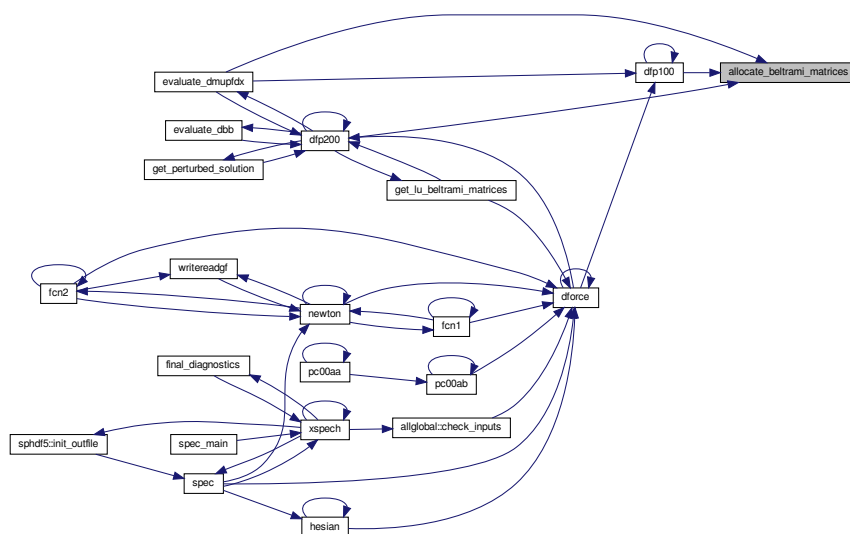 evaluate_dmupfdx
dfp100
allocate_beltrami_matrices
evaluate_dbb
dfp200
get_perturbed_solution
get_lu_beltrami_matrices
writereadgf
fcn2
newton
fcn1
dforce
final_diagnostics
pc00aa
pc00ab
sphdf5::init_outfile
spec_main
xspech
allglobal::check_inputs
spec
hesian